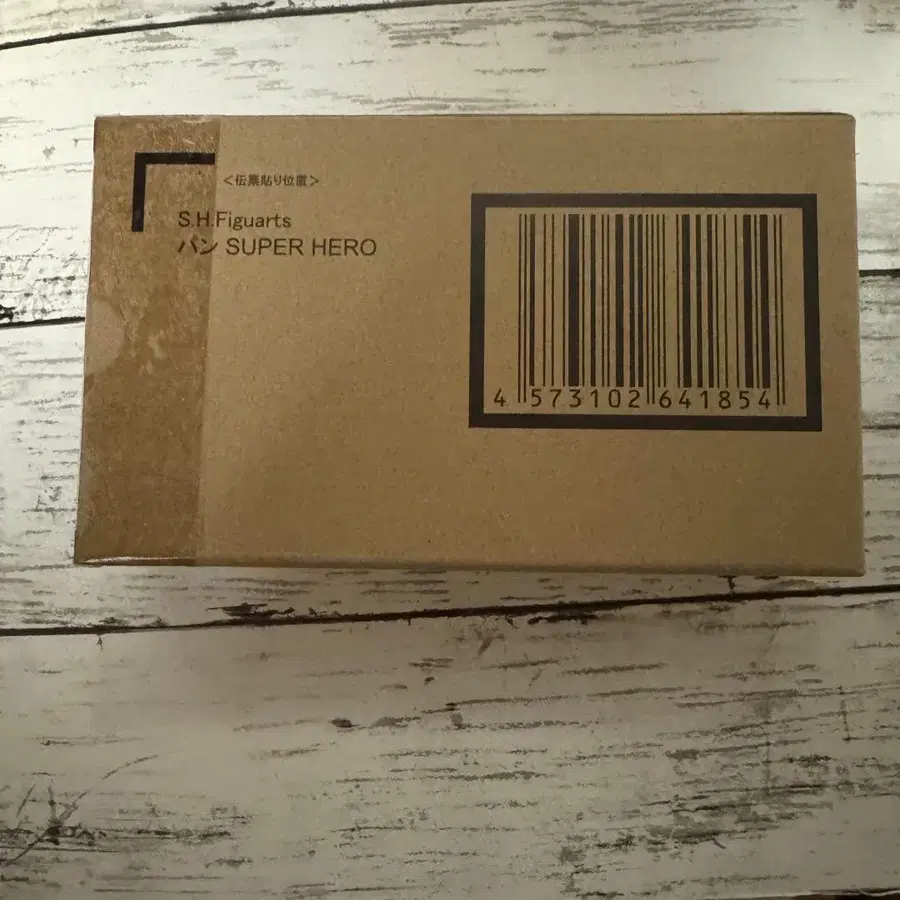 <伝票貼り位置>
S.H.Figuarts
パン SUPER HERO
4 573102 641854